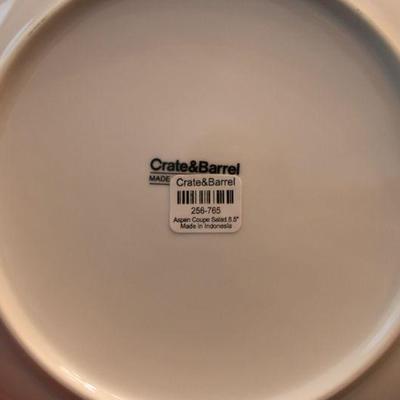 Crate&Barrel
MADE
Crate&Barrel
256-765
Aspen Coupe Salad 8.5"
Made in Indonesia